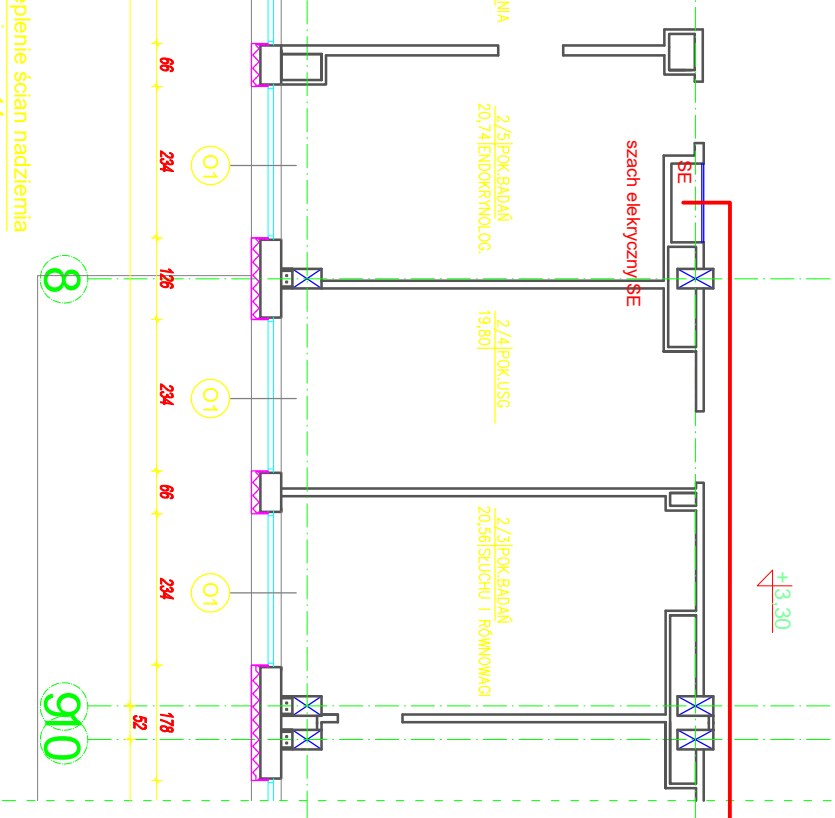 eplenie ścian nadziemia
NIA
2/5 POK.BADAŃ
20,74 ENDOKRYNOLOG.
2/4 POK.USG
19,80
2/3 POK.BADAŃ
20,56 SŁUCHU I RÓWNOWAGI
SE
szach elekryczny SE
+3,30
66
234
126
234
66
234
178
52
O1
O1
O1
8
9
10